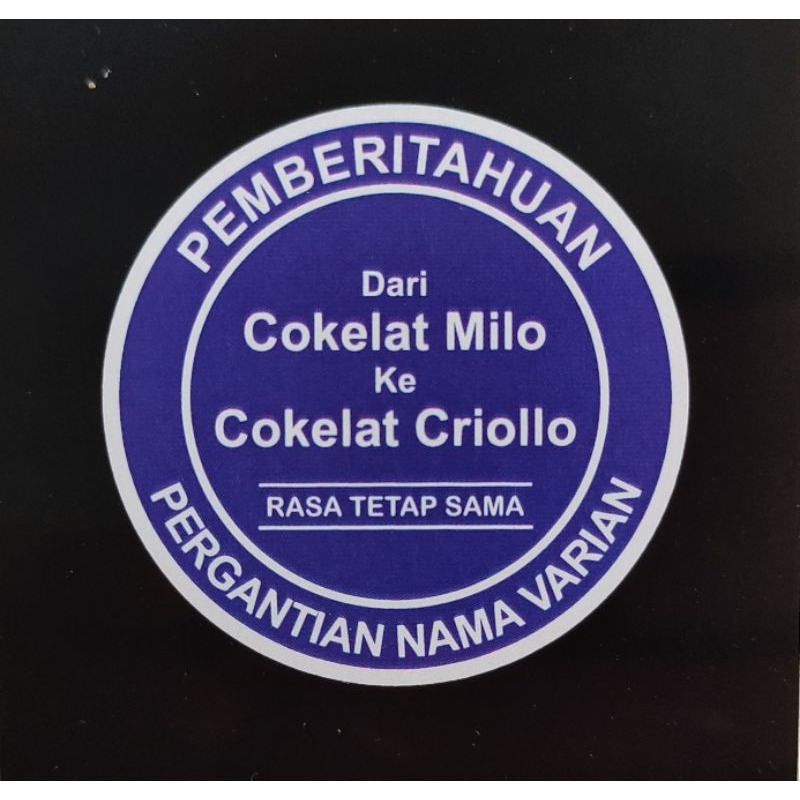 PEMBERITAHUAN
Dari
Cokelat Milo
Ke
Cokelat Criollo
RASA TETAP SAMA
PERGANTIAN NAMA VARIAN